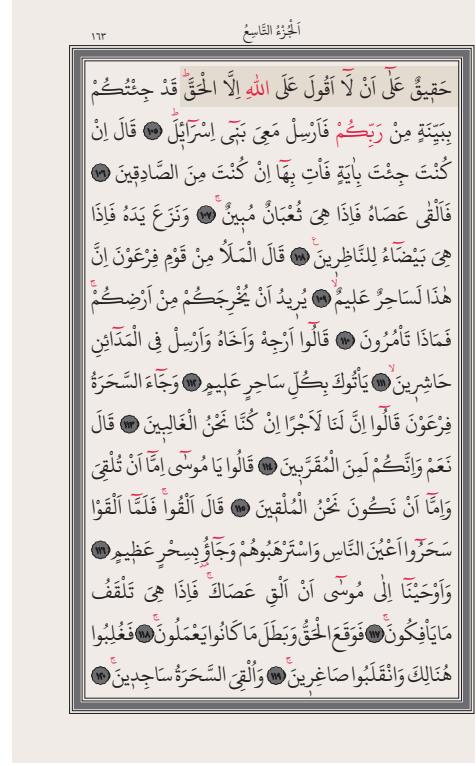 اَلْجُزْءُ التَّاسِعُ
١٦٣
حَقٖيقٌ عَلٰٓى اَنْ لَٓا اَقُولَ عَلَى اللّٰهِ اِلَّا الْحَقَّؕ قَدْ جِئْتُكُمْ
بِبَيِّنَةٍ مِنْ رَبِّكُمْ فَاَرْسِلْ مَعِيَ بَنٖٓى اِسْرَٓائٖلَؕ ١٠٥ قَالَ اِنْ
كُنْتَ جِئْتَ بِاٰيَةٍ فَأْتِ بِهَٓا اِنْ كُنْتَ مِنَ الصَّادِقٖينَ ١٠٦
فَاَلْقٰى عَصَاهُ فَاِذَا هِىَ ثُعْبَانٌ مُبٖينٌۚ ١٠٧ وَنَزَعَ يَدَهُ فَاِذَا
هِىَ بَيْضَٓاءُ لِلنَّاظِرٖينَࣖ ١٠٨ قَالَ الْمَلَاُ مِنْ قَوْمِ فِرْعَوْنَ اِنَّ
هٰذَا لَسَاحِرٌ عَلٖيمٌۙ ١٠٩ يُرٖيدُ اَنْ يُخْرِجَكُمْ مِنْ اَرْضِكُمْۚ
فَمَاذَا تَأْمُرُونَ ١١٠ قَالُٓوا اَرْجِهْ وَاَخَاهُ وَاَرْسِلْ فِى الْمَدَٓائِنِ
حَاشِرٖينَۙ ١١١ يَأْتُوكَ بِكُلِّ سَاحِرٍ عَلٖيمٍ ١١٢ وَجَٓاءَ السَّحَرَةُ
فِرْعَوْنَ قَالُٓوا اِنَّ لَنَا لَاَجْرًا اِنْ كُنَّا نَحْنُ الْغَالِبٖينَ ١١٣ قَالَ
نَعَمْ وَاِنَّكُمْ لَمِنَ الْمُقَرَّبٖينَ ١١٤ قَالُوا يَا مُوسٰٓى اِمَّٓا اَنْ تُلْقِىَ
وَاِمَّٓا اَنْ نَكُونَ نَحْنُ الْمُلْقٖينَ ١١٥ قَالَ اَلْقُواۚ فَلَمَّٓا اَلْقَوْا
سَحَرُٓوا اَعْيُنَ النَّاسِ وَاسْتَرْهَبُوهُمْ وَجَٓاؤُ بِسِحْرٍ عَظٖيمٍ ١١٦
وَاَوْحَيْنَٓا اِلٰى مُوسٰٓى اَنْ اَلْقِ عَصَاكَۚ فَاِذَا هِىَ تَلْقَفُ
مَا يَأْفِكُونَۚ ١١٧ فَوَقَعَ الْحَقُّ وَبَطَلَ مَا كَانُوا يَعْمَلُونَۚ ١١٨ فَغُلِبُوا
هُنَالِكَ وَانْقَلَبُوا صَاغِرٖينَۚ ١١٩ وَاُلْقِىَ السَّحَرَةُ سَاجِدٖينَۚ ١٢٠